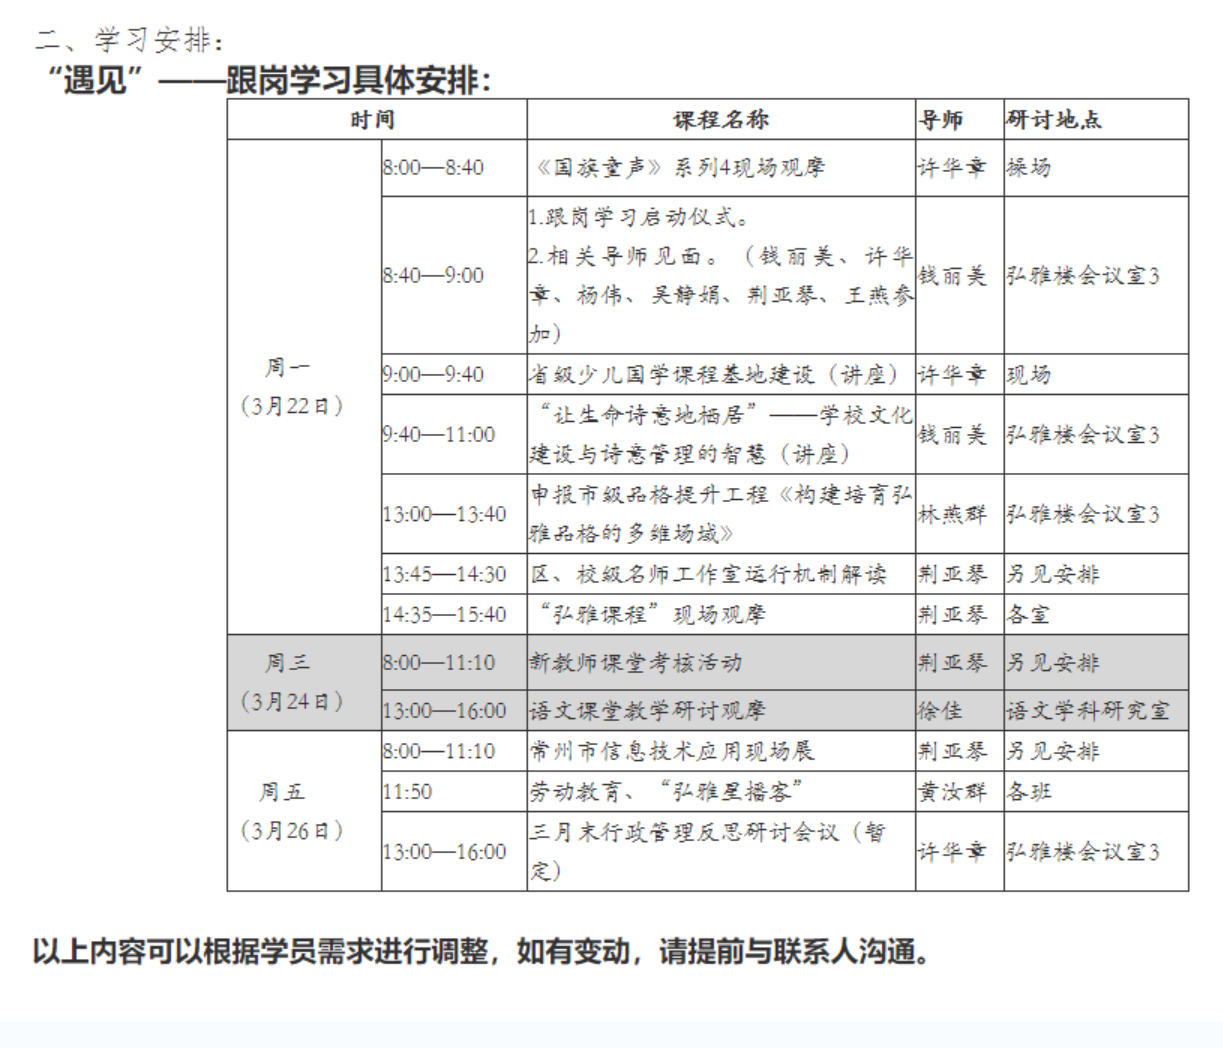 二、学习安排：
“遇见”——跟岗学习具体安排：
时间 课程名称 导师 研讨地点
周一
（3月22日）
8:00—8:40 《国旗童声》系列4现场观摩 许华章 操场
8:40—9:00
1.跟岗学习启动仪式。
2.相关导师见面。（钱丽美、许华
章、杨伟、吴静娟、荆亚琴、王燕参
加）
钱丽美 弘雅楼会议室3
9:00—9:40 省级少儿国学课程基地建设（讲座） 许华章 现场
9:40—11:00
“让生命诗意地栖居”——学校文化
建设与诗意管理的智慧（讲座）
钱丽美 弘雅楼会议室3
13:00—13:40
申报市级品格提升工程《构建培育弘
雅品格的多维场域》
林燕群 弘雅楼会议室3
13:45—14:30 区、校级名师工作室运行机制解读 荆亚琴 另见安排
14:35—15:40 “弘雅课程”现场观摩 荆亚琴 各室
周三
（3月24日）
8:00—11:10 新教师课堂考核活动 荆亚琴 另见安排
13:00—16:00 语文课堂教学研讨观摩 徐佳 语文学科研究室
周五
（3月26日）
8:00—11:10 常州市信息技术应用现场展 荆亚琴 另见安排
11:50 劳动教育、“弘雅星播客” 黄汝群 各班
13:00—16:00
三月末行政管理反思研讨会议（暂
定）
许华章 弘雅楼会议室3
以上内容可以根据学员需求进行调整，如有变动，请提前与联系人沟通。